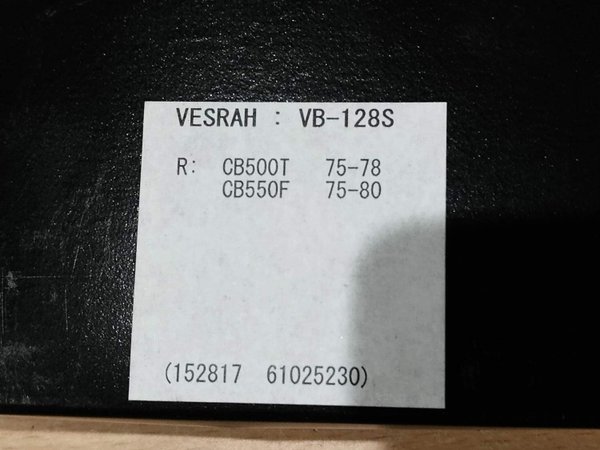 VESRAH : VB-128S
R: CB500T 75-78
CB550F 75-80
(152817 61025230)